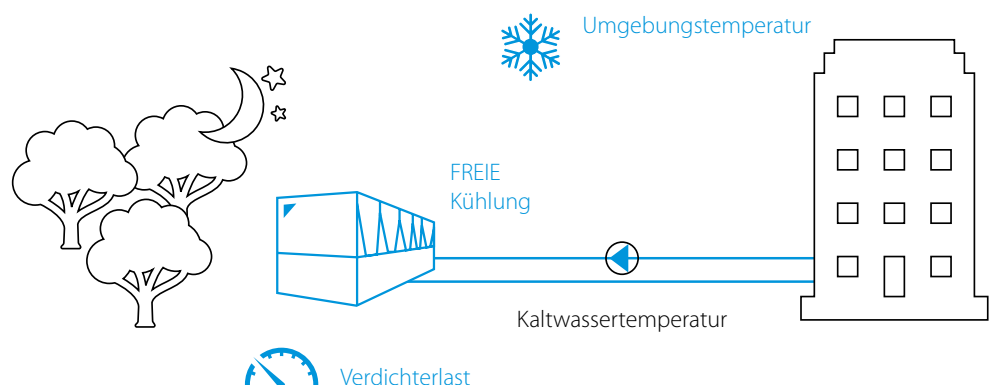 Umgebungstemperatur
FREIE
Kühlung
Kaltwassertemperatur
Verdichterlast